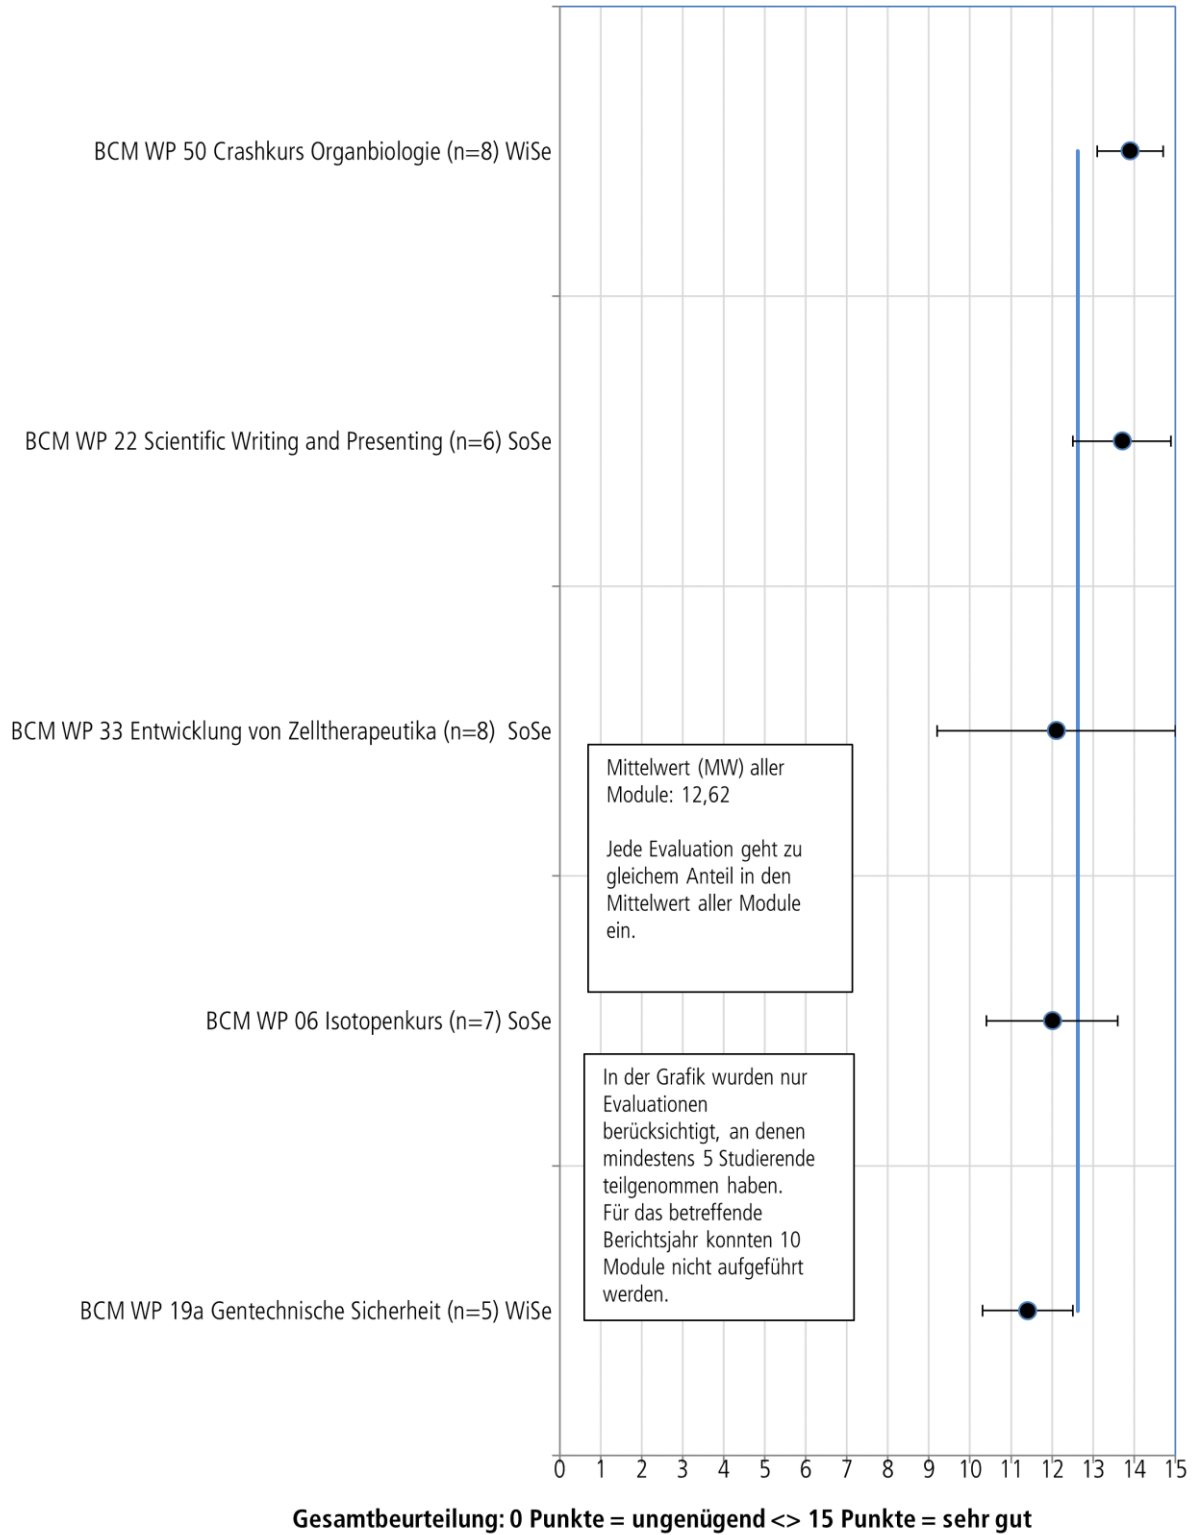 BCM WP 50 Crashkurs Organbiologie (n=8) WiSe
BCM WP 22 Scientific Writing and Presenting (n=6) SoSe
BCM WP 33 Entwicklung von Zelltherapeutika (n=8)  SoSe
Mittelwert (MW) aller
Module: 12,62
Jede Evaluation geht zu
gleichem Anteil in den
Mittelwert aller Module
ein.
BCM WP 06 Isotopenkurs (n=7) SoSe
In der Grafik wurden nur
Evaluationen
berücksichtigt, an denen
mindestens 5 Studierende
teilgenommen haben.
Für das betreffende
Berichtsjahr konnten 10
Module nicht aufgeführt
werden.
BCM WP 19a Gentechnische Sicherheit (n=5) WiSe
0 1 2 3 4 5 6 7 8 9 10 11 12 13 14 15
Gesamtbeurteilung: 0 Punkte = ungenügend <> 15 Punkte = sehr gut